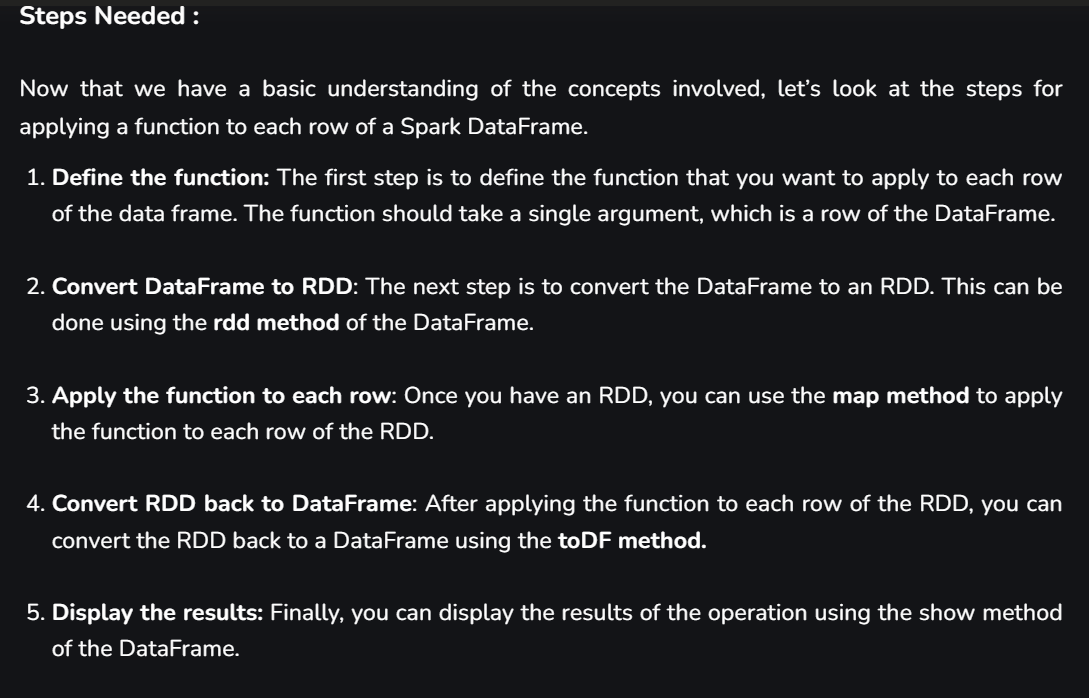 Steps Needed :
Now that we have a basic understanding of the concepts involved, let’s look at the steps for
applying a function to each row of a Spark DataFrame.
1. Define the function: The first step is to define the function that you want to apply to each row
of the data frame. The function should take a single argument, which is a row of the DataFrame.
2. Convert DataFrame to RDD: The next step is to convert the DataFrame to an RDD. This can be
done using the rdd method of the DataFrame.
3. Apply the function to each row: Once you have an RDD, you can use the map method to apply
the function to each row of the RDD.
4. Convert RDD back to DataFrame: After applying the function to each row of the RDD, you can
convert the RDD back to a DataFrame using the toDF method.
5. Display the results: Finally, you can display the results of the operation using the show method
of the DataFrame.